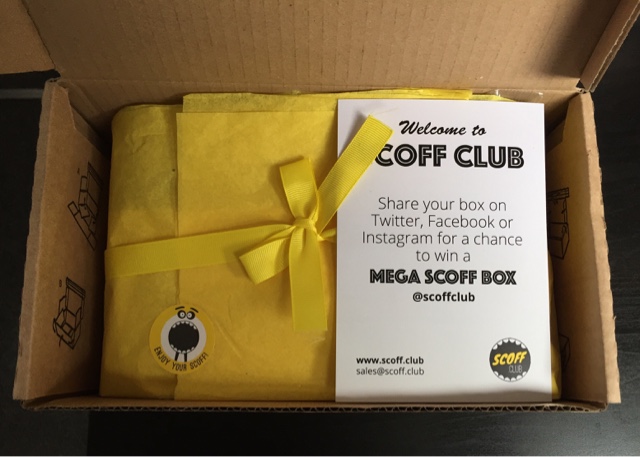 Welcome to
COFF CLUB
Share your box on
Twitter, Facebook or
Instagram for a chance
to win a
MEGA SCOFF BOX
@scoffclub
www.scoff.club
sales@scoff.club
SCOFF
CLUB
ENJOY YOUR SCOFF!